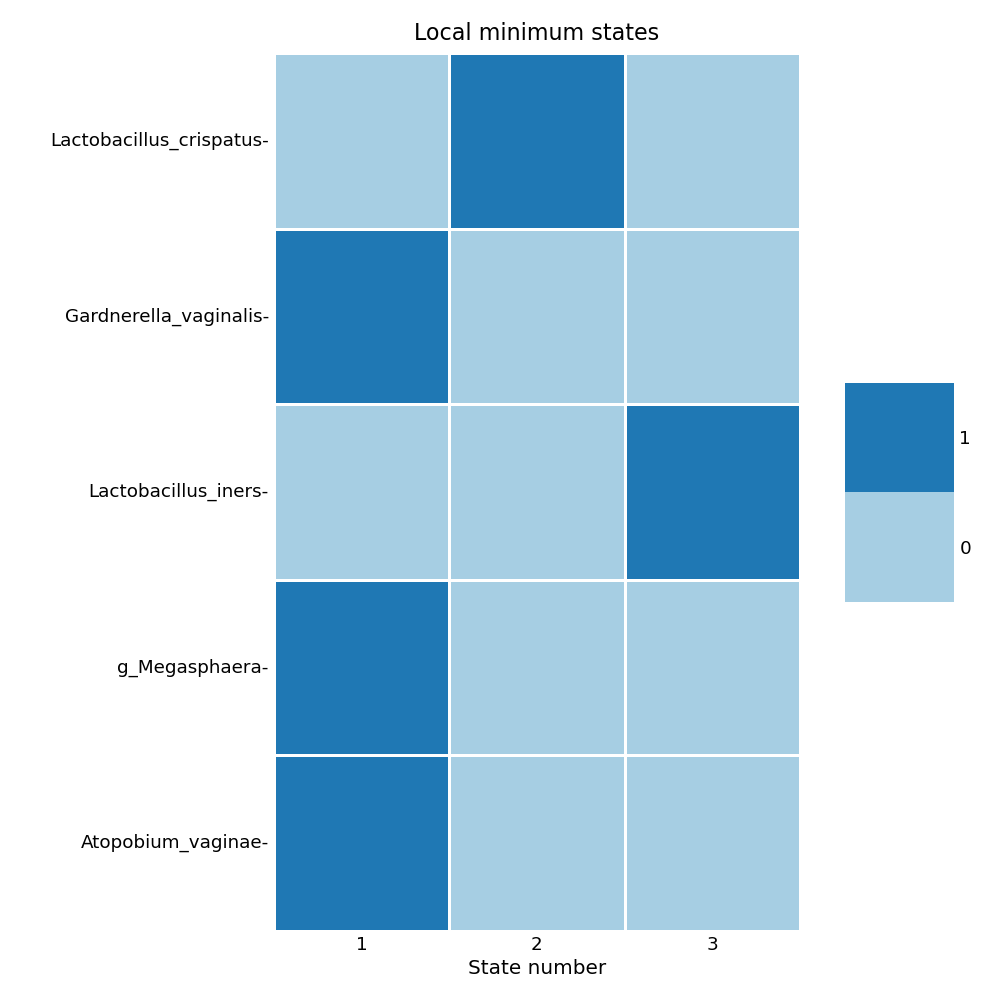 Local minimum states
Lactobacillus_crispatus-
Gardnerella_vaginalis-
Lactobacillus_iners-
g_Megasphaera-
Atopobium_vaginae-
1
0
1 2 3
State number